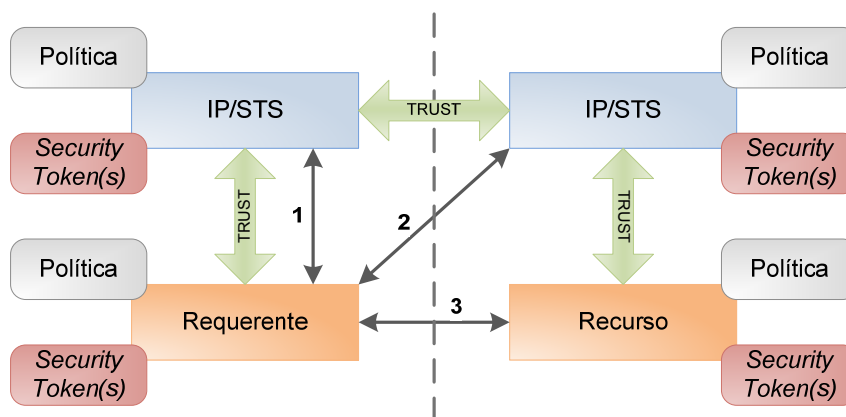 Política
Política
IP/STS
TRUST
IP/STS
Security
Token(s)
Security
Token(s)
TRUST
1
2
TRUST
Política
Política
Requerente
3
Recurso
Security
Token(s)
Security
Token(s)